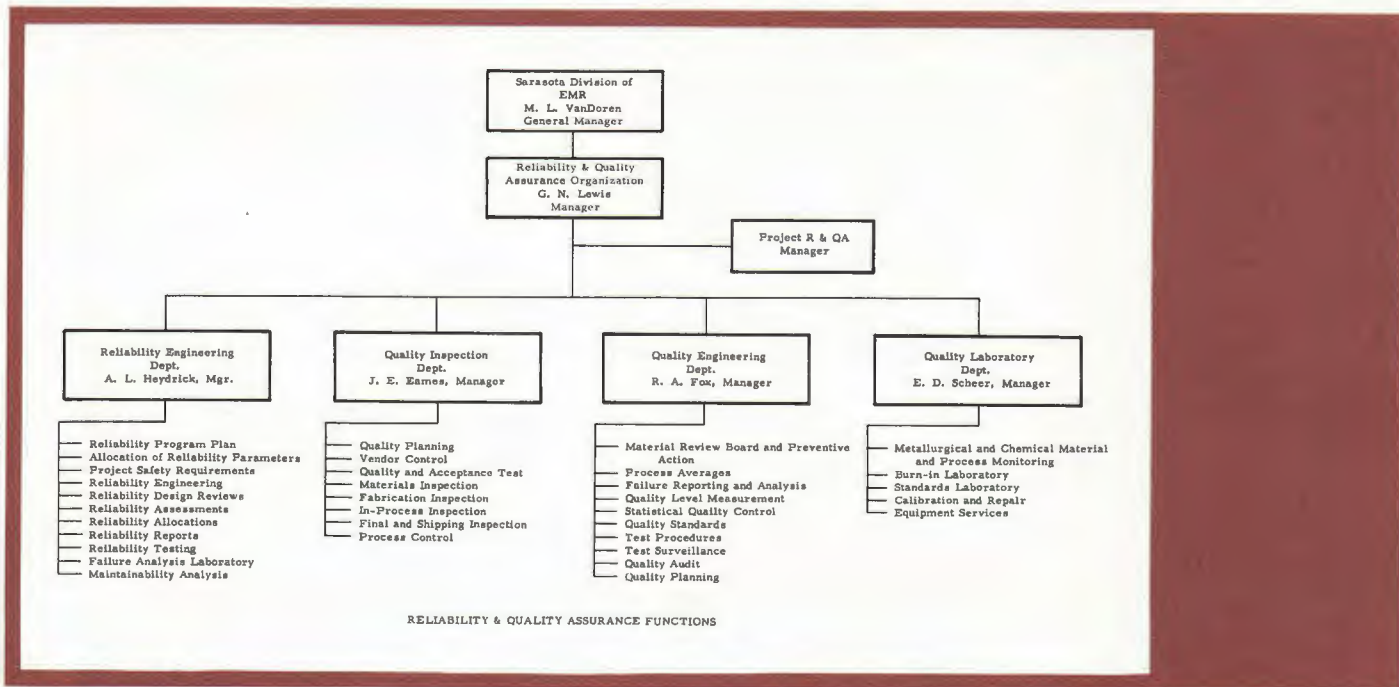 Sarasota Division of
EMR
M. L. VanDoren
General Manager
Reliability & Quality
Assurance Organization
G. N. Lewis
Manager
Project R & QA
Manager
Reliability Engineering
Dept.
A. L. Heydrick, Mgr.
Reliability Program Plan
Allocation of Reliability Parameters
Project Safety Requirements
Reliability Engineering
Reliability Design Reviews
Reliability Assessments
Reliability Allocations
Reliability Reports
Reliability Testing
Failure Analysis Laboratory
Maintainability Analysis
Quality Inspection
Dept.
J. E. Eames, Manager
Quality Planning
Vendor Control
Quality and Acceptance Test
Materials Inspection
Fabrication Inspection
In-Process Inspection
Final and Shipping Inspection
Process Control
Quality Engineering
Dept.
R. A. Fox, Manager
Material Review Board and Preventive
Action
Process Averages
Failure Reporting and Analysis
Quality Level Measurement
Statistical Quality Control
Quality Standards
Test Procedures
Test Surveillance
Quality Audit
Quality Planning
Quality Laboratory
Dept.
E. D. Scheer, Manager
Metallurgical and Chemical Material
and Process Monitoring
Burn-in Laboratory
Standards Laboratory
Calibration and Repair
Equipment Services
RELIABILITY & QUALITY ASSURANCE FUNCTIONS